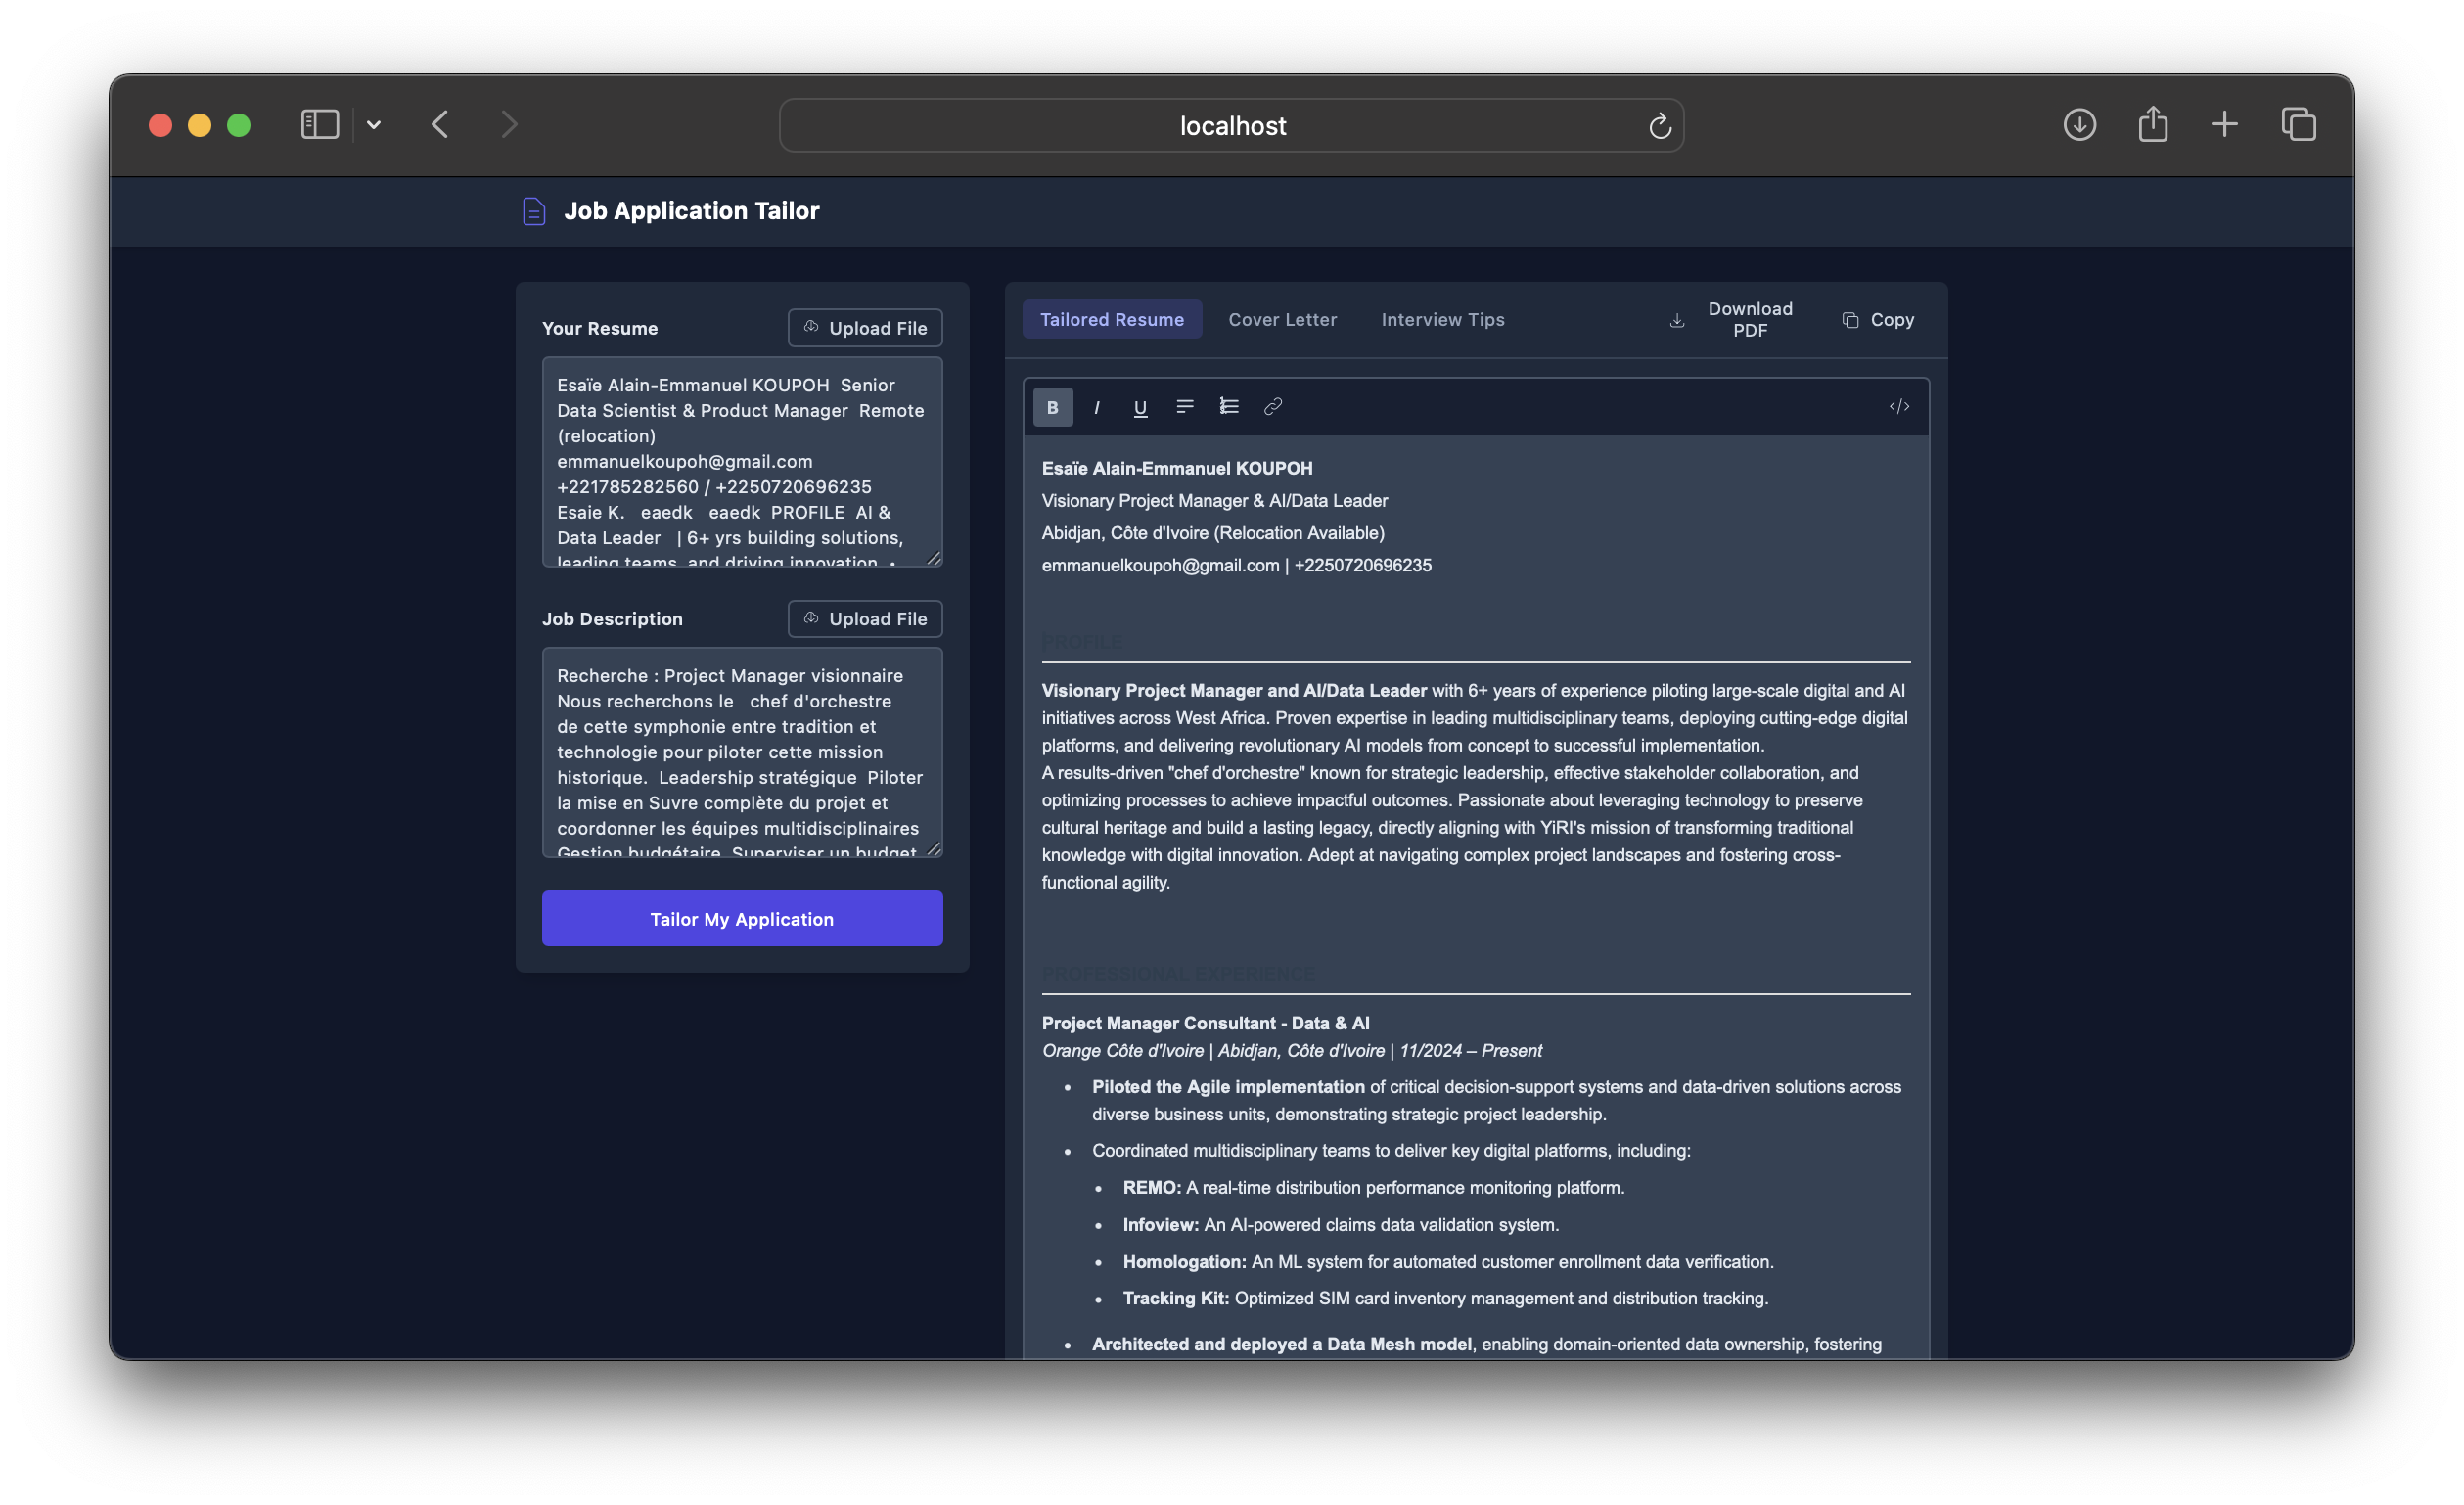 localhost
Job Application Tailor
Your Resume
Upload File
Esaïe Alain-Emmanuel KOUPOH  Senior
Data Scientist & Product Manager  Remote
(relocation)
emmanuelkoupoh@gmail.com
+221785282560 / +2250720696235
Esaie K.   eaedk   eaedk  PROFILE  AI &
Data Leader   | 6+ yrs building solutions,
leading teams, and driving innovation. •
Job Description
Upload File
Recherche : Project Manager visionnaire
Nous recherchons le   chef d'orchestre
de cette symphonie entre tradition et
technologie pour piloter cette mission
historique.  Leadership stratégique  Piloter
la mise en Suvre complète du projet et
coordonner les équipes multidisciplinaires
Gestion budgétaire  Superviser un budget
Tailor My Application
Tailored Resume
Cover Letter
Interview Tips
Download
PDF
Copy
B I U </>
Esaïe Alain-Emmanuel KOUPOH
Visionary Project Manager & AI/Data Leader
Abidjan, Côte d'Ivoire (Relocation Available)
emmanuelkoupoh@gmail.com | +2250720696235
PROFILE
Visionary Project Manager and AI/Data Leader with 6+ years of experience piloting large-scale digital and AI
initiatives across West Africa. Proven expertise in leading multidisciplinary teams, deploying cutting-edge digital
platforms, and delivering revolutionary AI models from concept to successful implementation.
A results-driven "chef d'orchestre" known for strategic leadership, effective stakeholder collaboration, and
optimizing processes to achieve impactful outcomes. Passionate about leveraging technology to preserve
cultural heritage and build a lasting legacy, directly aligning with YiRI's mission of transforming traditional
knowledge with digital innovation. Adept at navigating complex project landscapes and fostering cross-
functional agility.
PROFESSIONAL EXPERIENCE
Project Manager Consultant - Data & AI
Orange Côte d'Ivoire | Abidjan, Côte d'Ivoire | 11/2024 – Present
• Piloted the Agile implementation of critical decision-support systems and data-driven solutions across
diverse business units, demonstrating strategic project leadership.
• Coordinated multidisciplinary teams to deliver key digital platforms, including:
• REMO: A real-time distribution performance monitoring platform.
• Infoview: An AI-powered claims data validation system.
• Homologation: An ML system for automated customer enrollment data verification.
• Tracking Kit: Optimized SIM card inventory management and distribution tracking.
• Architected and deployed a Data Mesh model, enabling domain-oriented data ownership, fostering